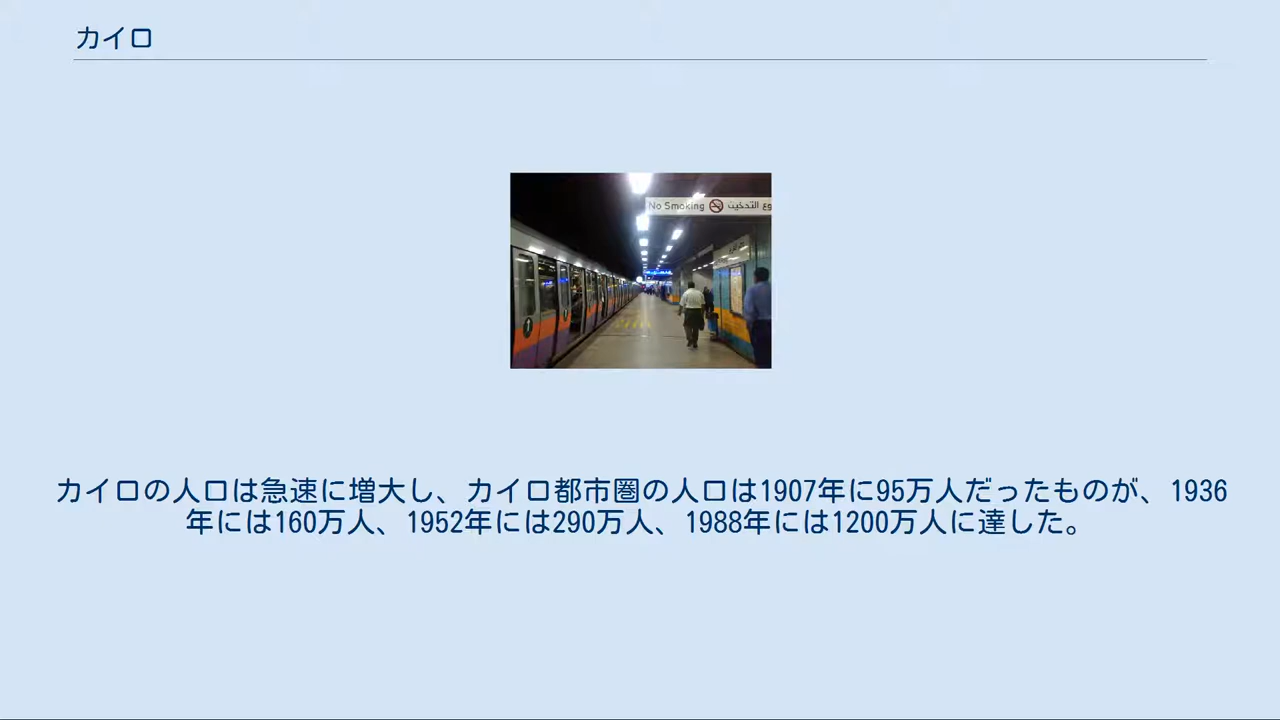 カイロ
No Smoking
カイロの人口は急速に増大し、カイロ都市圏の人口は1907年に95万人だったものが、1936
年には160万人、1952年には290万人、1988年には1200万人に達した。